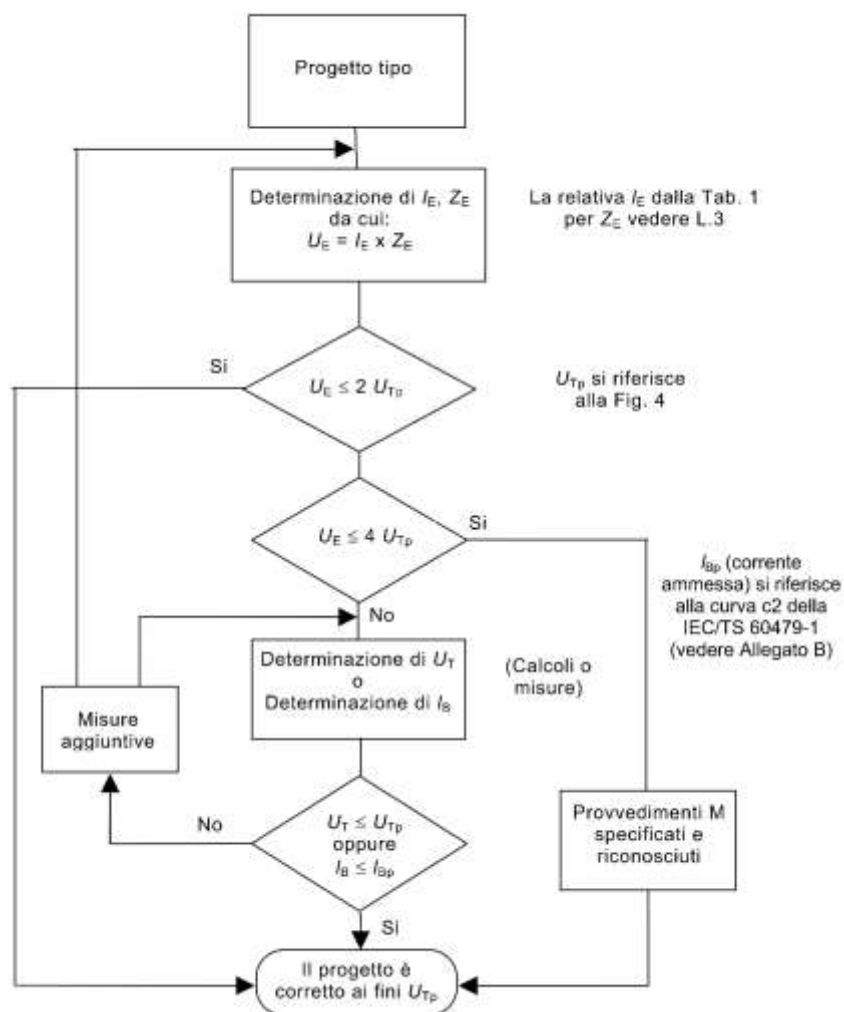 Progetto tipo
Determinazione di IE, ZE
da cui:
UE = IE x ZE
La relativa IE dalla Tab. 1
per ZE vedere L.3
Si
UE ≤ 2 UTp
UTp si riferisce
alla Fig. 4
UE ≤ 4 UTp
Si
IBp (corrente
ammessa) si riferisce
alla curva c2 della
IEC/TS 60479-1
(vedere Allegato B)
No
Determinazione di UT
o
Determinazione di IB
(Calcoli o
misure)
Misure
aggiuntive
No
UT ≤ UTp
oppure
IB ≤ IBp
Provvedimenti M
specificati e
riconosciuti
Si
Il progetto è
corretto ai fini UTp